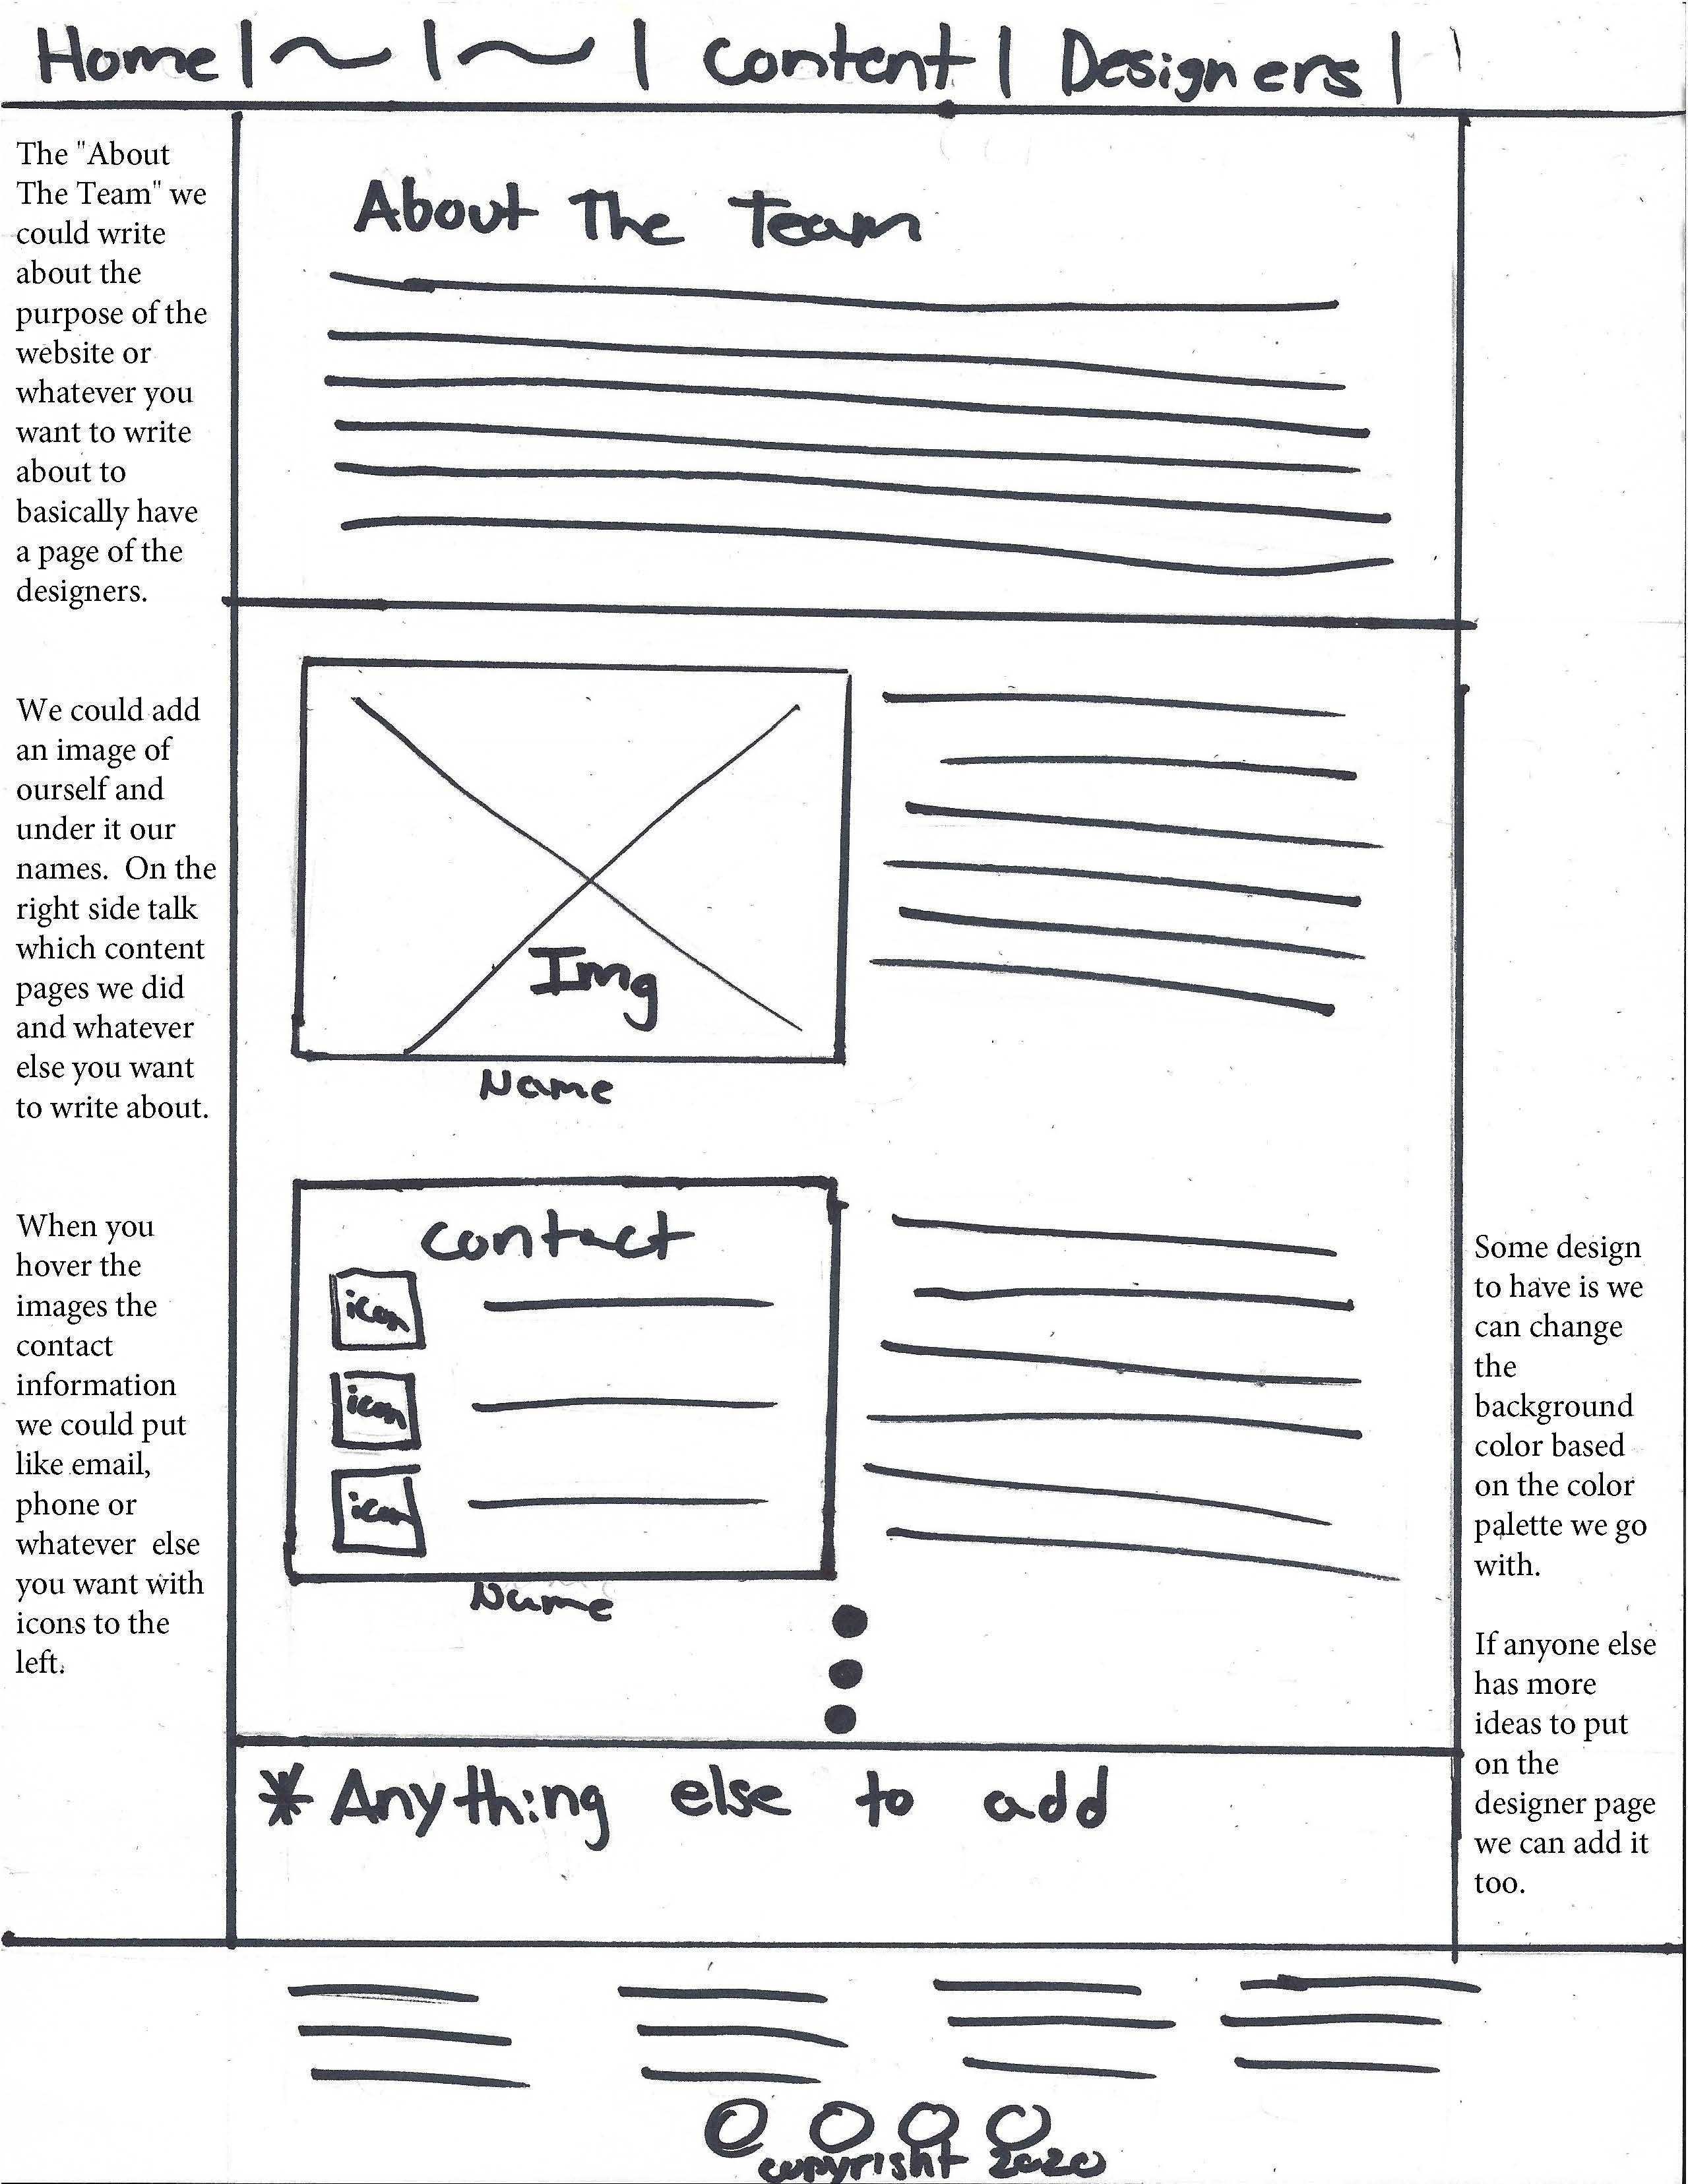 Home | ~ | ~ | Content | Designers |
The "About
The Team" we
could write
about the
purpose of the
website or
whatever you
want to write
about to
basically have
a page of the
designers.
About The Team
We could add
an image of
ourself and
under it our
names.  On the
right side talk
which content
pages we did
and whatever
else you want
to write about.
Img
Name
When you
hover the
images the
contact
information
we could put
like email,
phone or
whatever  else
you want with
icons to the
left.
Contact
icon
icon
icon
Name
Some design
to have is we
can change
the
background
color based
on the color
palette we go
with.
If anyone else
has more
ideas to put
on the
designer page
we can add it
too.
* Anything else to add
copyright 2020